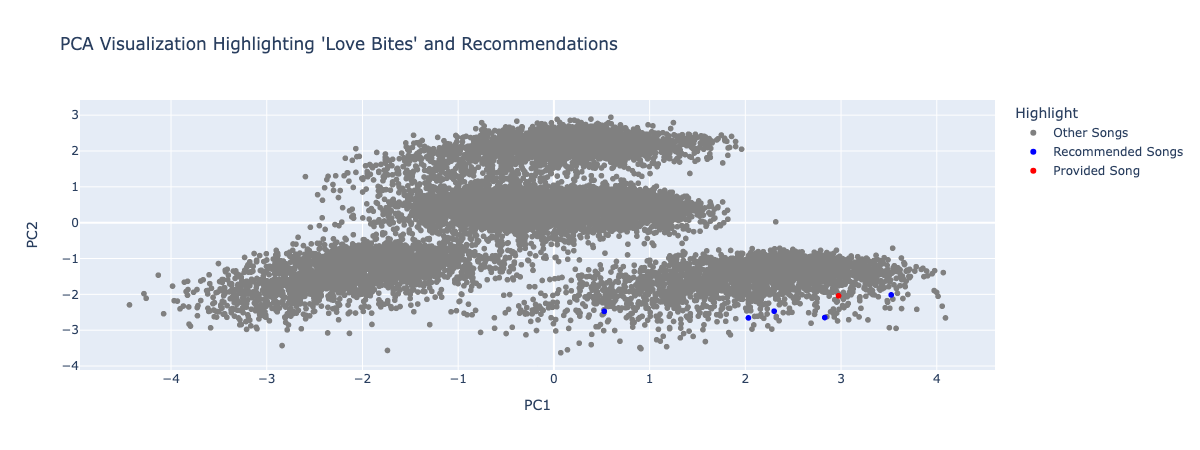 PCA Visualization Highlighting 'Love Bites' and Recommendations
Highlight
Other Songs
Recommended Songs
Provided Song
PC2
3
2
1
0
−1
−2
−3
−4
−4 −3 −2 −1 0 1 2 3 4
PC1